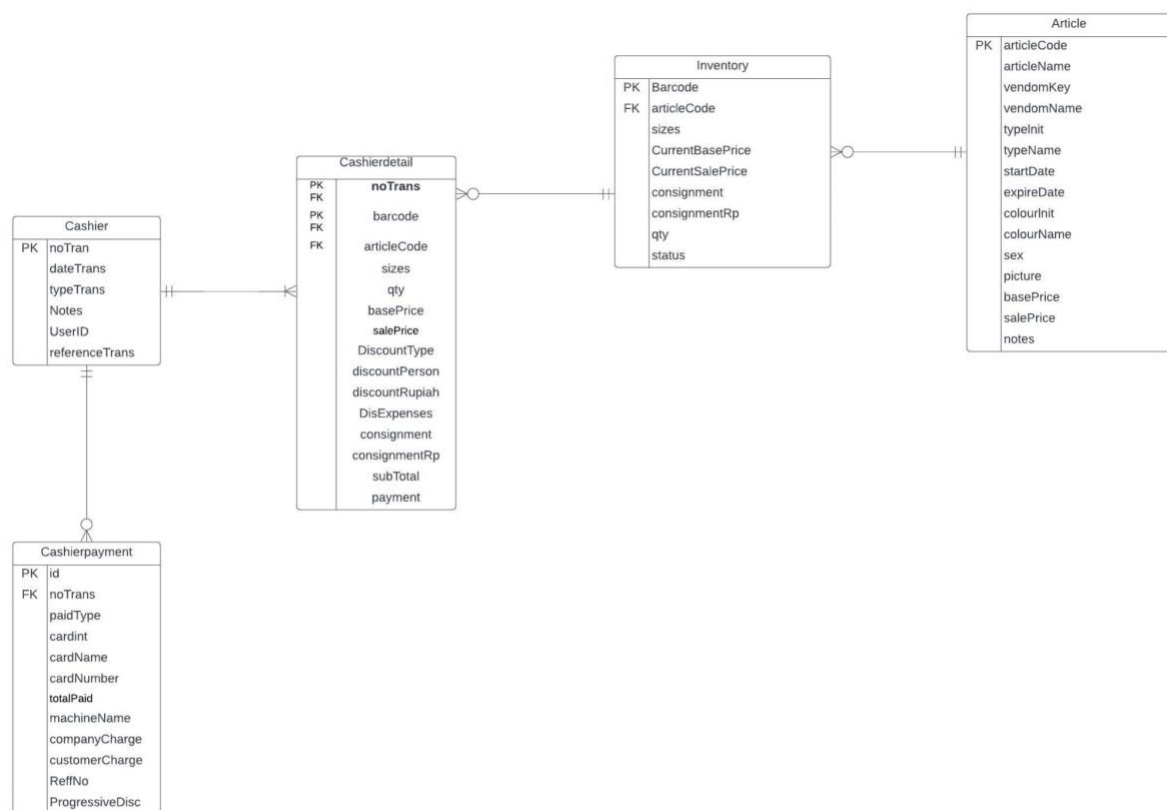 Article
PK articleCode
articleName
vendomKey
vendomName
typeInit
typeName
startDate
expireDate
colourInit
colourName
sex
picture
basePrice
salePrice
notes
Inventory
PK Barcode
FK articleCode
sizes
CurrentBasePrice
CurrentSalePrice
consignment
consignmentRp
qty
status
Cashierdetail
PK noTrans
FK
PK barcode
FK
FK articleCode
sizes
qty
basePrice
salePrice
DiscountType
discountPerson
discountRupiah
DisExpenses
consignment
consignmentRp
subTotal
payment
Cashier
PK noTran
dateTrans
typeTrans
Notes
UserID
referenceTrans
Cashierpayment
PK id
FK noTrans
paidType
cardint
cardName
cardNumber
totalPaid
machineName
companyCharge
customerCharge
ReffNo
ProgressiveDisc